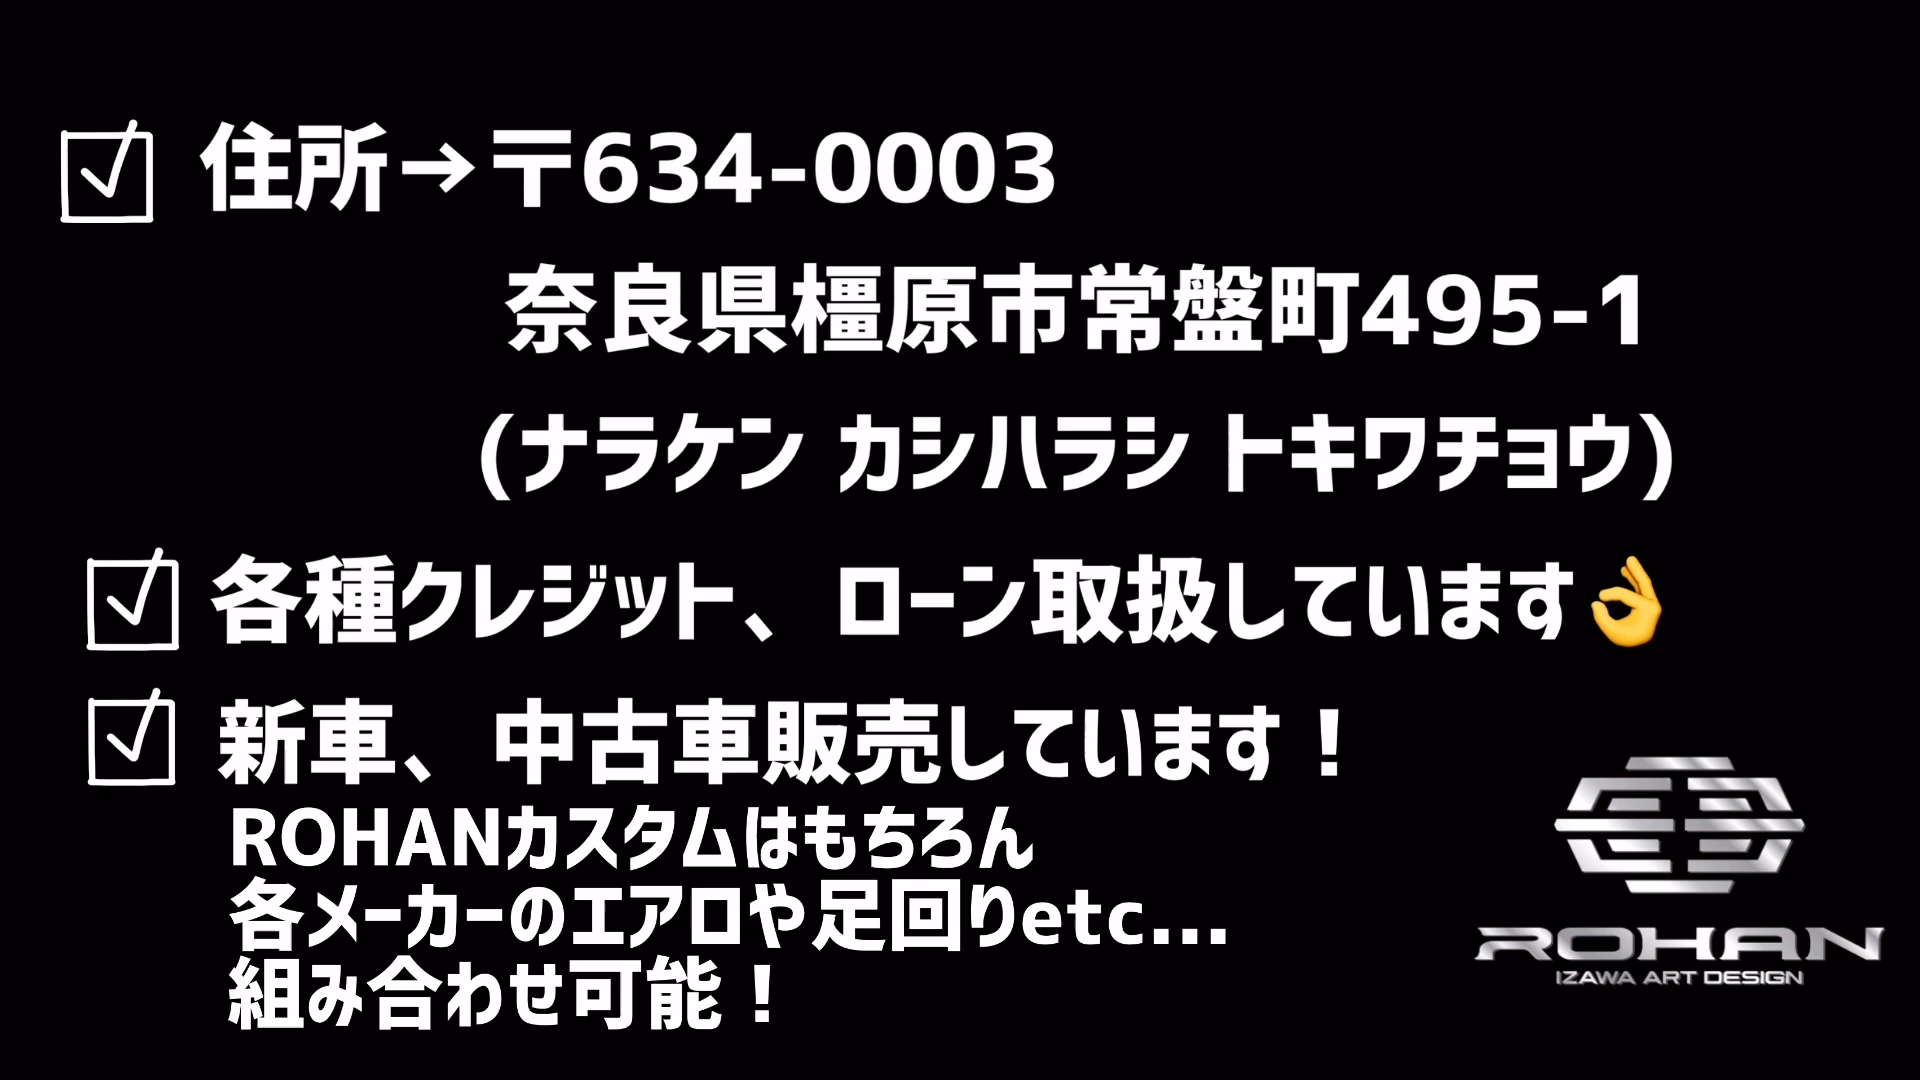 住所→〒634-0003
奈良県橿原市常盤町495-1
(ナラケン カシハラシ トキワチョウ)
各種クレジット、ローン取扱しています👌
新車、中古車販売しています！
ROHANカスタムはもちろん
各メーカーのエアロや足回りetc...
組み合わせ可能！
ROHAN
IZAWA ART DESIGN